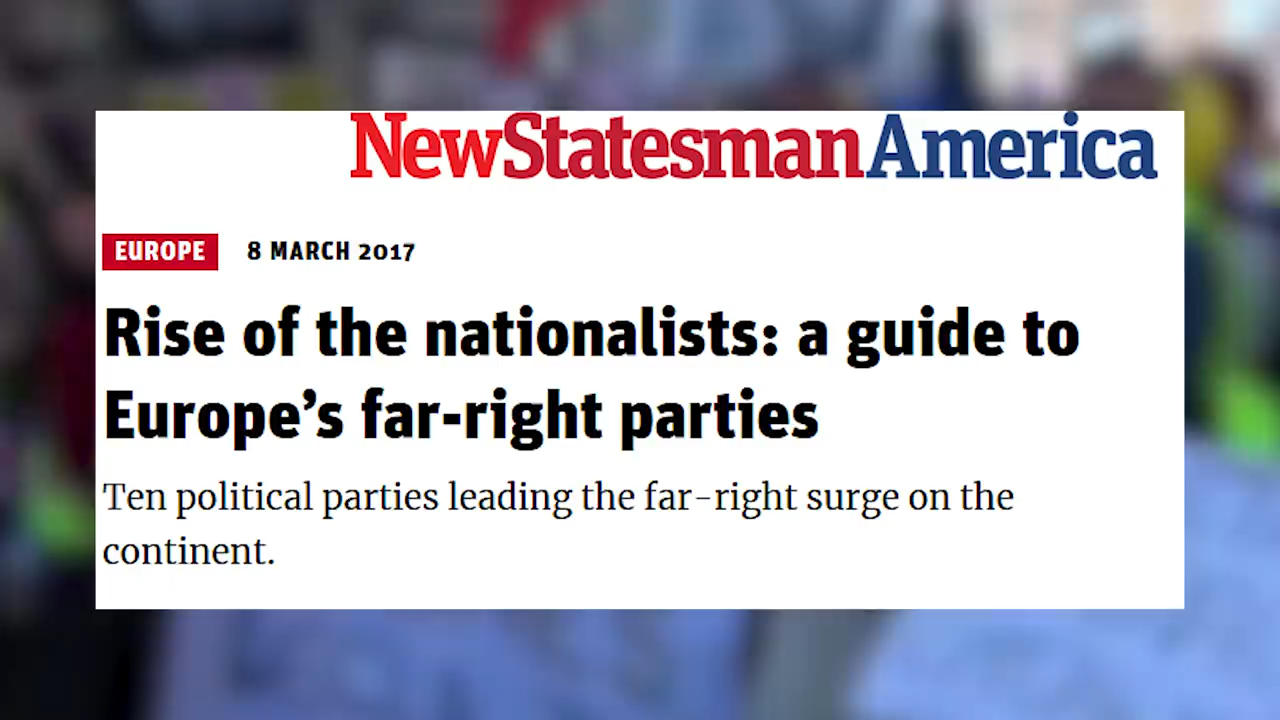 NewStatesmanAmerica
EUROPE 8 MARCH 2017
Rise of the nationalists: a guide to
Europe's far-right parties
Ten political parties leading the far-right surge on the
continent.